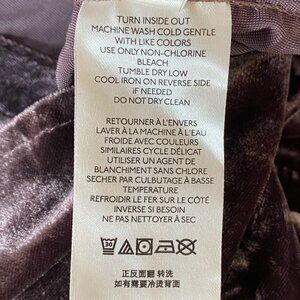 TURN INSIDE OUT
MACHINE WASH COLD GENTLE
WITH LIKE COLORS
USE ONLY NON-CHLORINE
BLEACH
TUMBLE DRY LOW
COOL IRON ON REVERSE SIDE
IF NEEDED
DO NOT DRY CLEAN
RETOURNER À L'ENVERS
LAVER À LA MACHINE À L'EAU
FROIDE AVEC COULEURS
SIMILAIRES CYCLE DÉLICAT
UTILISER UN AGENT DE
BLANCHIMENT SANS CHLORE
SECHER PAR CULBUTAGE À BASSE
TEMPERATURE
REFROIDIR LE FER SUR LE CÔTÉ
INVERSE SI BESOIN
NE PAS NETTOYER À SEC
30
正反面翻 转洗
如有需要冷烫背面